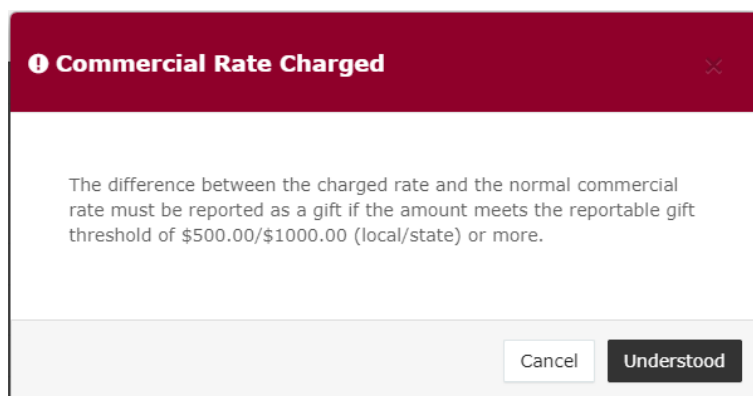 Commercial Rate Charged
The difference between the charged rate and the normal commercial
rate must be reported as a gift if the amount meets the reportable gift
threshold of $500.00/$1000.00 (local/state) or more.
Cancel Understood